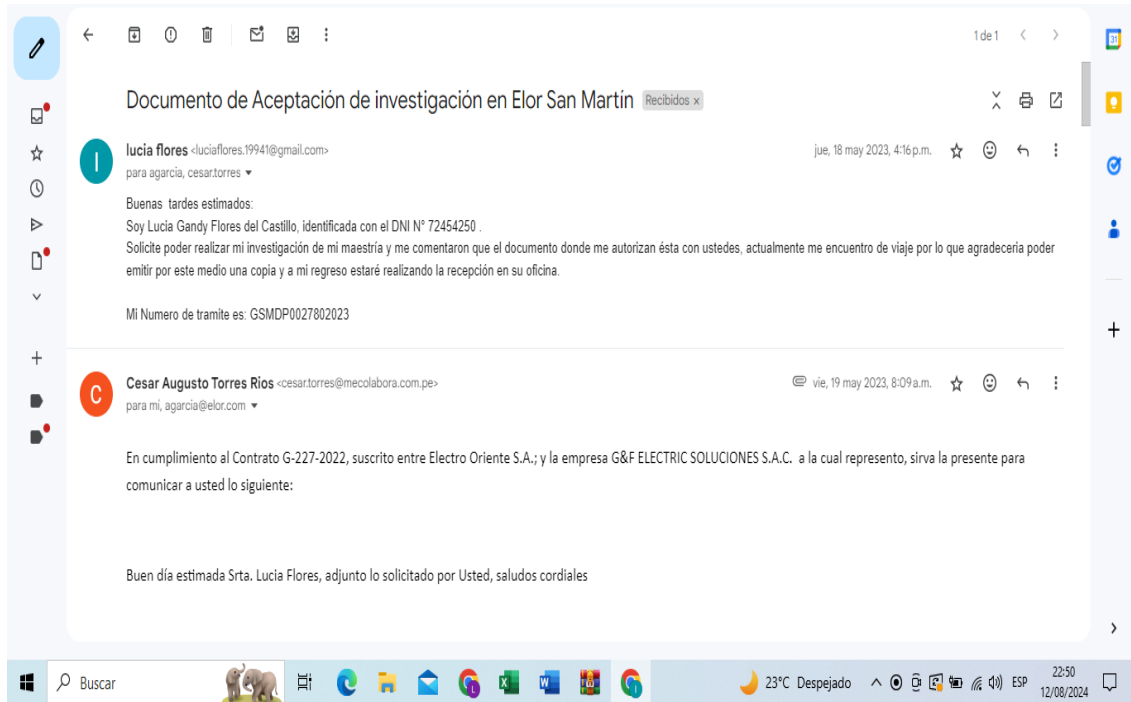 1 de 1
31
Documento de Aceptación de investigación en Elor San Martín Recibidos x
l
lucia flores <luciaflores.19941@gmail.com>
jue, 18 may 2023, 4:16 p.m.
para agarcia, cesar.torres
Buenas tardes estimados:
Soy Lucia Gandy Flores del Castillo, identificada con el DNI N° 72454250 .
Solicite poder realizar mi investigación de mi maestría y me comentaron que el documento donde me autorizan ésta con ustedes, actualmente me encuentro de viaje por lo que agradeceria poder
emitir por este medio una copia y a mi regreso estaré realizando la recepción en su oficina.
Mi Numero de tramite es: GSMDP0027802023
C
Cesar Augusto Torres Rios <cesar.torres@mecolabora.com.pe>
vie, 19 may 2023, 8:09 a.m.
para mí, agarcia@elor.com
En cumplimiento al Contrato G-227-2022, suscrito entre Electro Oriente S.A.; y la empresa G&F ELECTRIC SOLUCIONES S.A.C. a la cual represento, sirva la presente para
comunicar a usted lo siguiente:
Buen día estimada Srta. Lucia Flores, adjunto lo solicitado por Usted, saludos cordiales
Buscar
23°C Despejado
ESP
22:50
12/08/2024